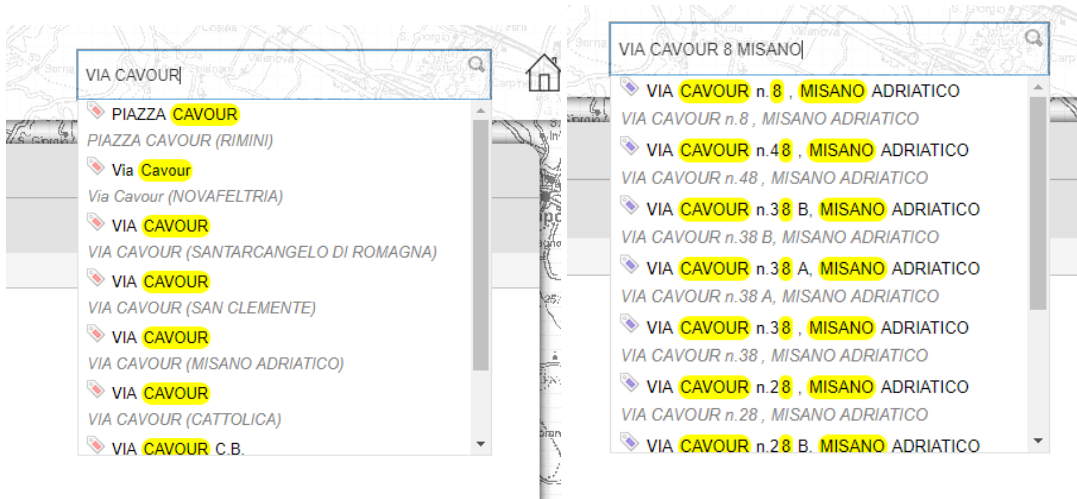 VIA CAVOUR
PIAZZA CAVOUR
PIAZZA CAVOUR (RIMINI)
Via Cavour
Via Cavour (NOVAFELTRIA)
VIA CAVOUR
VIA CAVOUR (SANTARCANGELO DI ROMAGNA)
VIA CAVOUR
VIA CAVOUR (SAN CLEMENTE)
VIA CAVOUR
VIA CAVOUR (MISANO ADRIATICO)
VIA CAVOUR
VIA CAVOUR (CATTOLICA)
VIA CAVOUR C.B.
VIA CAVOUR 8 MISANO
VIA CAVOUR n.8 , MISANO ADRIATICO
VIA CAVOUR n.8 , MISANO ADRIATICO
VIA CAVOUR n.48 , MISANO ADRIATICO
VIA CAVOUR n.48 , MISANO ADRIATICO
VIA CAVOUR n.38 B, MISANO ADRIATICO
VIA CAVOUR n.38 B, MISANO ADRIATICO
VIA CAVOUR n.38 A, MISANO ADRIATICO
VIA CAVOUR n.38 A, MISANO ADRIATICO
VIA CAVOUR n.38 , MISANO ADRIATICO
VIA CAVOUR n.38 , MISANO ADRIATICO
VIA CAVOUR n.28 , MISANO ADRIATICO
VIA CAVOUR n.28 , MISANO ADRIATICO
VIA CAVOUR n.28 B, MISANO ADRIATICO